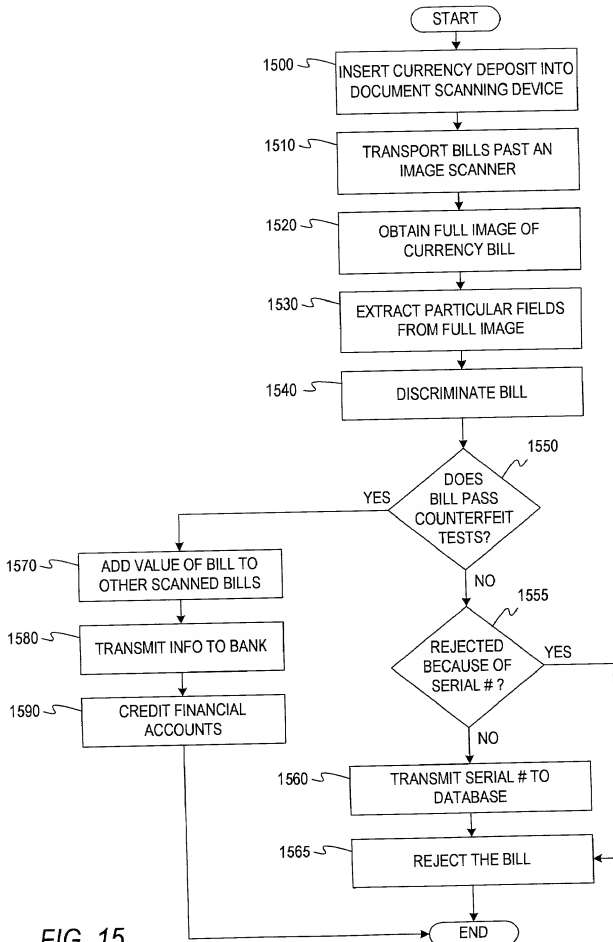 START
1500
INSERT CURRENCY DEPOSIT INTO
DOCUMENT SCANNING DEVICE
1510
TRANSPORT BILLS PAST AN
IMAGE SCANNER
1520
OBTAIN FULL IMAGE OF
CURRENCY BILL
1530
EXTRACT PARTICULAR FIELDS
FROM FULL IMAGE
1540
DISCRIMINATE BILL
1550
DOES
BILL PASS
COUNTERFEIT
TESTS?
YES
NO
1570
ADD VALUE OF BILL TO
OTHER SCANNED BILLS
1580
TRANSMIT INFO TO BANK
1590
CREDIT FINANCIAL
ACCOUNTS
1555
REJECTED
BECAUSE OF
SERIAL # ?
YES
NO
1560
TRANSMIT SERIAL # TO
DATABASE
1565
REJECT THE BILL
END
FIG. 15